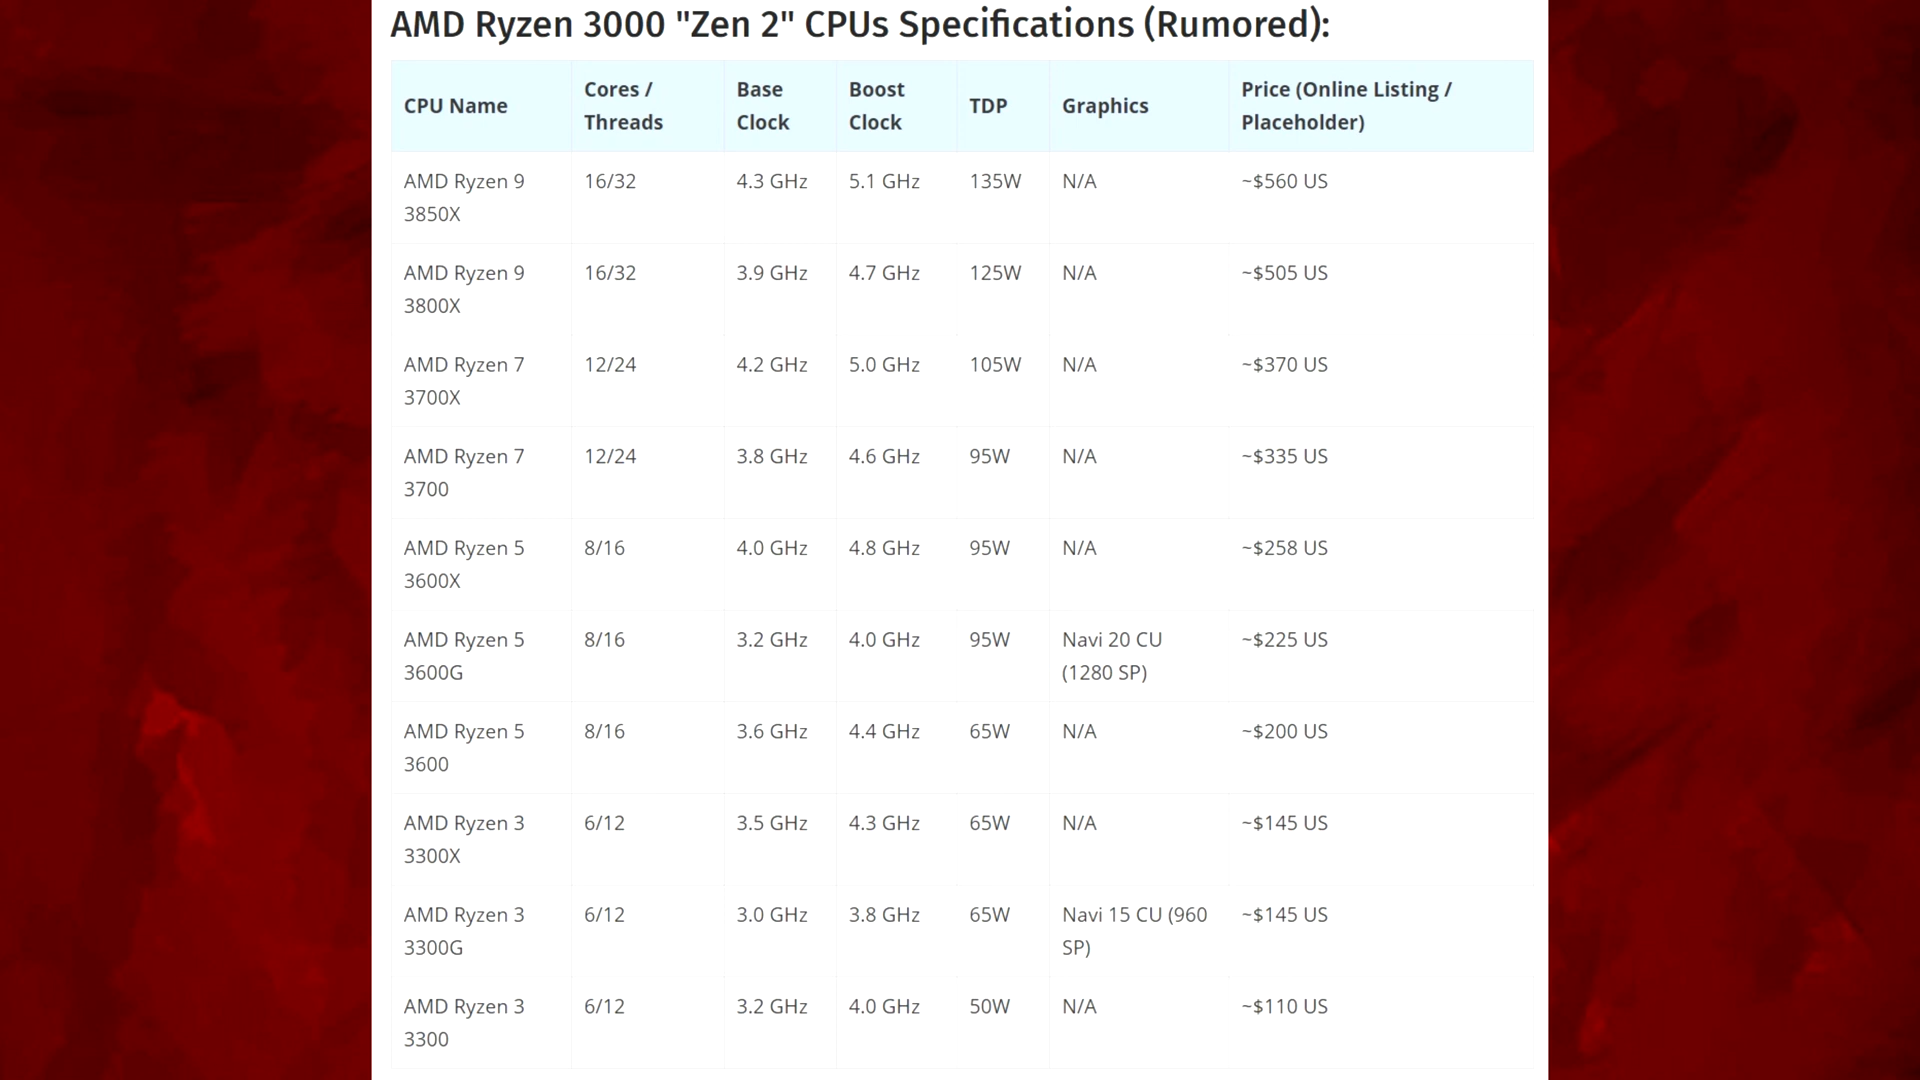 AMD Ryzen 3000 "Zen 2" CPUs Specifications (Rumored):
CPU Name Cores / Threads Base Clock Boost Clock TDP Graphics Price (Online Listing / Placeholder)
AMD Ryzen 9 3850X 16/32 4.3 GHz 5.1 GHz 135W N/A ~$560 US
AMD Ryzen 9 3800X 16/32 3.9 GHz 4.7 GHz 125W N/A ~$505 US
AMD Ryzen 7 3700X 12/24 4.2 GHz 5.0 GHz 105W N/A ~$370 US
AMD Ryzen 7 3700 12/24 3.8 GHz 4.6 GHz 95W N/A ~$335 US
AMD Ryzen 5 3600X 8/16 4.0 GHz 4.8 GHz 95W N/A ~$258 US
AMD Ryzen 5 3600G 8/16 3.2 GHz 4.0 GHz 95W Navi 20 CU (1280 SP) ~$225 US
AMD Ryzen 5 3600 8/16 3.6 GHz 4.4 GHz 65W N/A ~$200 US
AMD Ryzen 3 3300X 6/12 3.5 GHz 4.3 GHz 65W N/A ~$145 US
AMD Ryzen 3 3300G 6/12 3.0 GHz 3.8 GHz 65W Navi 15 CU (960 SP) ~$145 US
AMD Ryzen 3 3300 6/12 3.2 GHz 4.0 GHz 50W N/A ~$110 US